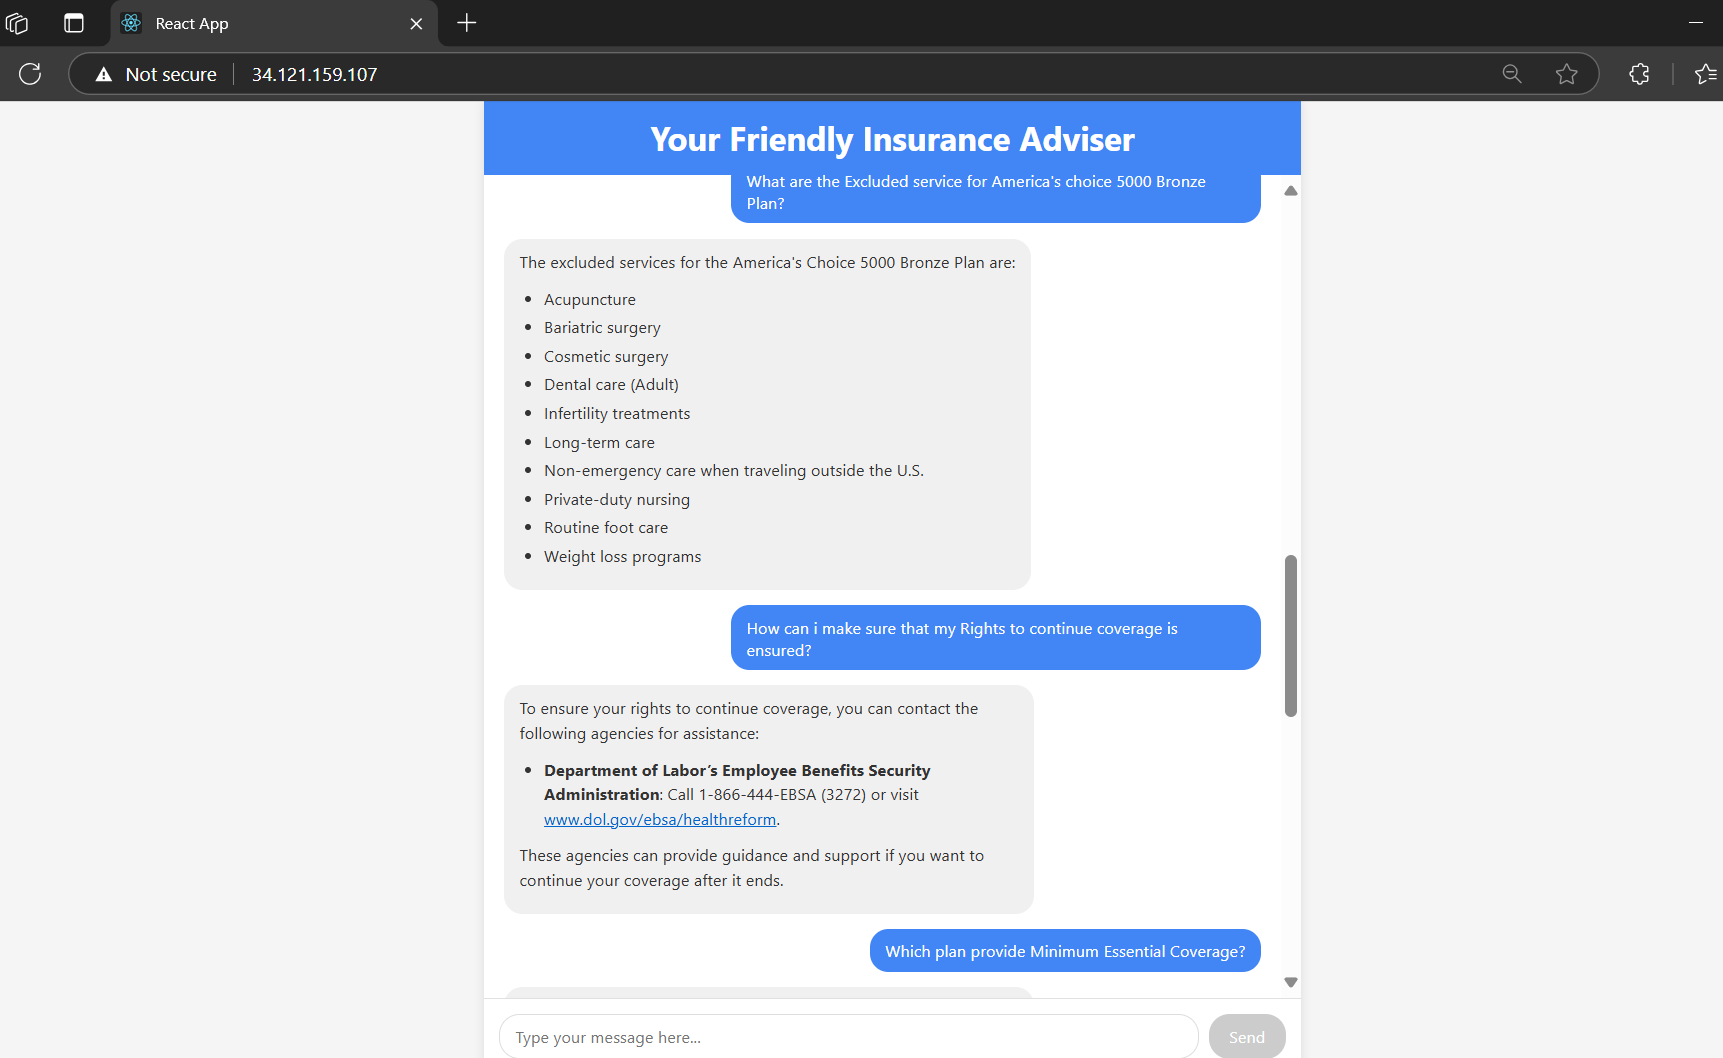 React App
Not secure
34.121.159.107
Your Friendly Insurance Adviser
What are the Excluded service for America's choice 5000 Bronze
Plan?
The excluded services for the America's Choice 5000 Bronze Plan are:
• Acupuncture
• Bariatric surgery
• Cosmetic surgery
• Dental care (Adult)
• Infertility treatments
• Long-term care
• Non-emergency care when traveling outside the U.S.
• Private-duty nursing
• Routine foot care
• Weight loss programs
How can i make sure that my Rights to continue coverage is
ensured?
To ensure your rights to continue coverage, you can contact the
following agencies for assistance:
• Department of Labor’s Employee Benefits Security
Administration: Call 1-866-444-EBSA (3272) or visit
www.dol.gov/ebsa/healthreform.
These agencies can provide guidance and support if you want to
continue your coverage after it ends.
Which plan provide Minimum Essential Coverage?
Type your message here...
Send